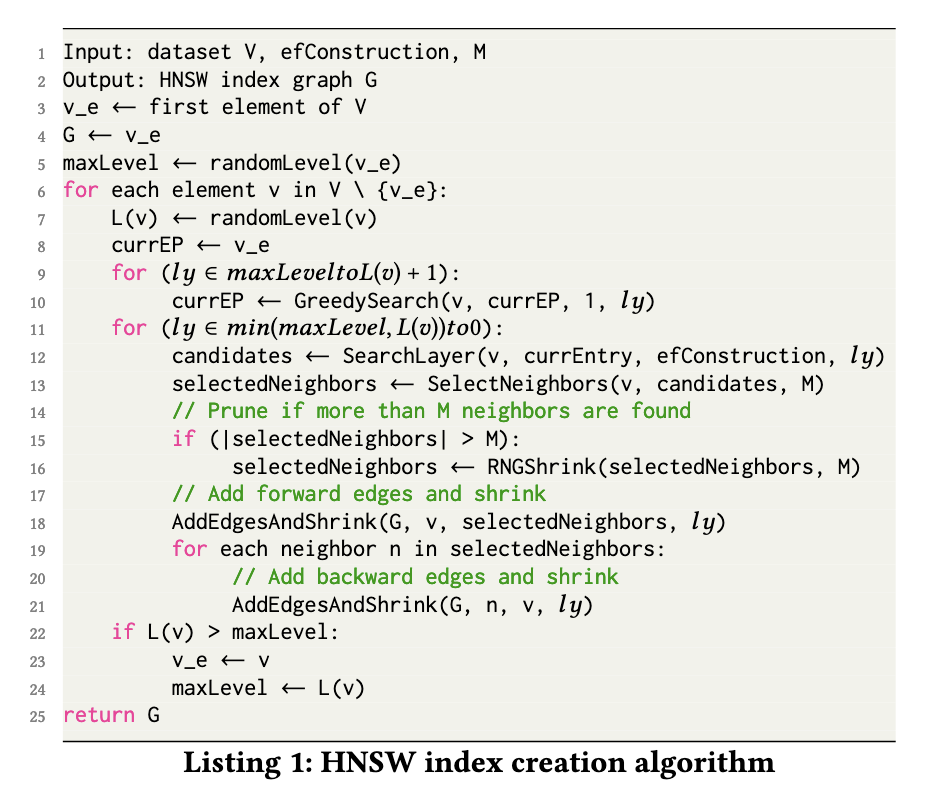 1 Input: dataset V, efConstruction, M
2 Output: HNSW index graph G
3 v_e ← first element of V
4 G ← v_e
5 maxLevel ← randomLevel(v_e)
6 for each element v in V \ {v_e}:
7 L(v) ← randomLevel(v)
8 currEP ← v_e
9 for (ly ∈ maxLeveltoL(v) + 1):
10 currEP ← GreedySearch(v, currEP, 1, ly)
11 for (ly ∈ min(maxLevel, L(v))to0):
12 candidates ← SearchLayer(v, currEntry, efConstruction, ly)
13 selectedNeighbors ← SelectNeighbors(v, candidates, M)
14 // Prune if more than M neighbors are found
15 if (|selectedNeighbors| > M):
16 selectedNeighbors ← RNGShrink(selectedNeighbors, M)
17 // Add forward edges and shrink
18 AddEdgesAndShrink(G, v, selectedNeighbors, ly)
19 for each neighbor n in selectedNeighbors:
20 // Add backward edges and shrink
21 AddEdgesAndShrink(G, n, v, ly)
22 if L(v) > maxLevel:
23 v_e ← v
24 maxLevel ← L(v)
25 return G
Listing 1: HNSW index creation algorithm